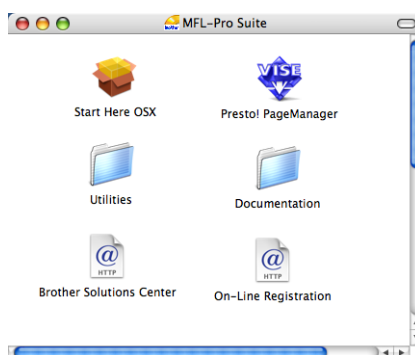 MFL-Pro Suite
VISE
Start Here OSX
Presto! PageManager
Utilities
Documentation
@
HTTP
@
HTTP
Brother Solutions Center
On-Line Registration